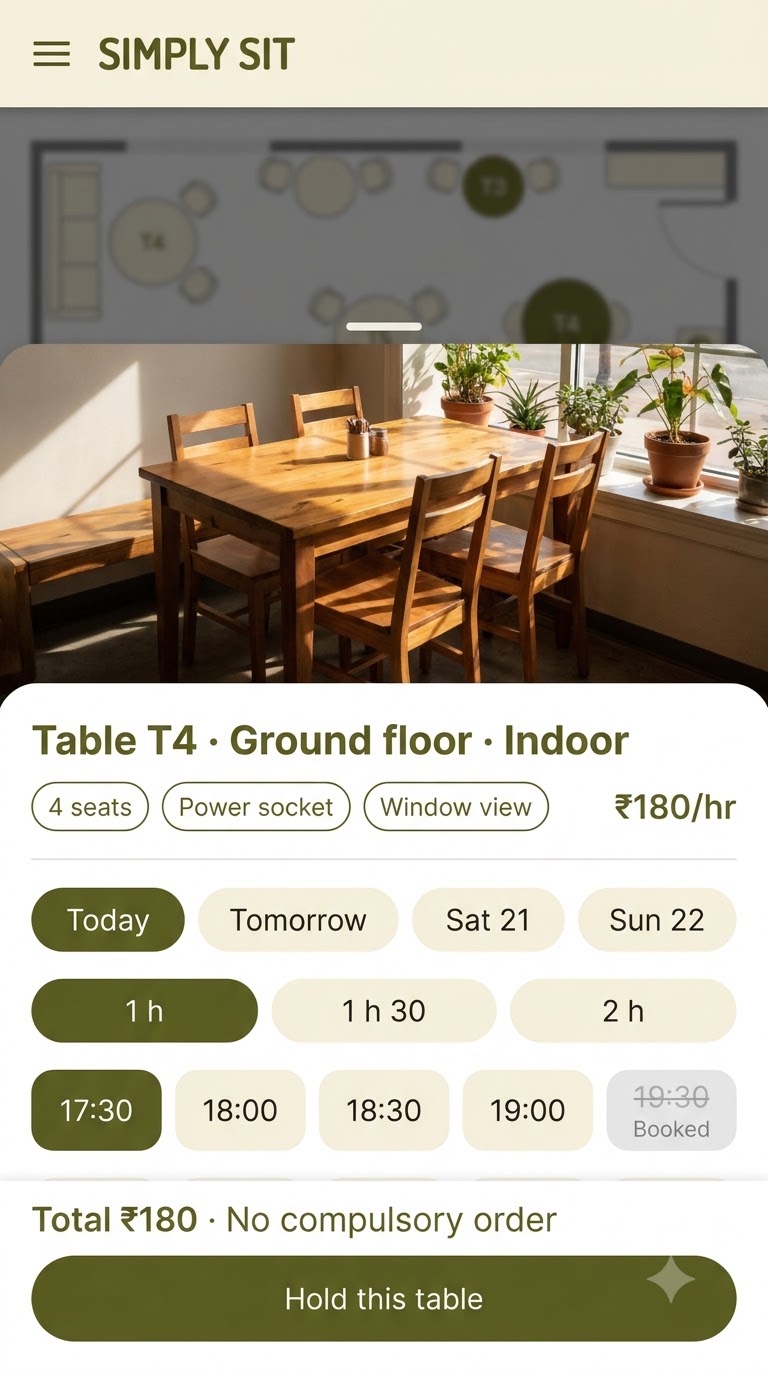 SIMPLY SIT
T3
T4
T4
Table T4 · Ground floor · Indoor
4 seats
Power socket
Window view
₹180/hr
Today
Tomorrow
Sat 21
Sun 22
1 h
1 h 30
2 h
17:30
18:00
18:30
19:00
19:30
Booked
Total ₹180 · No compulsory order
Hold this table